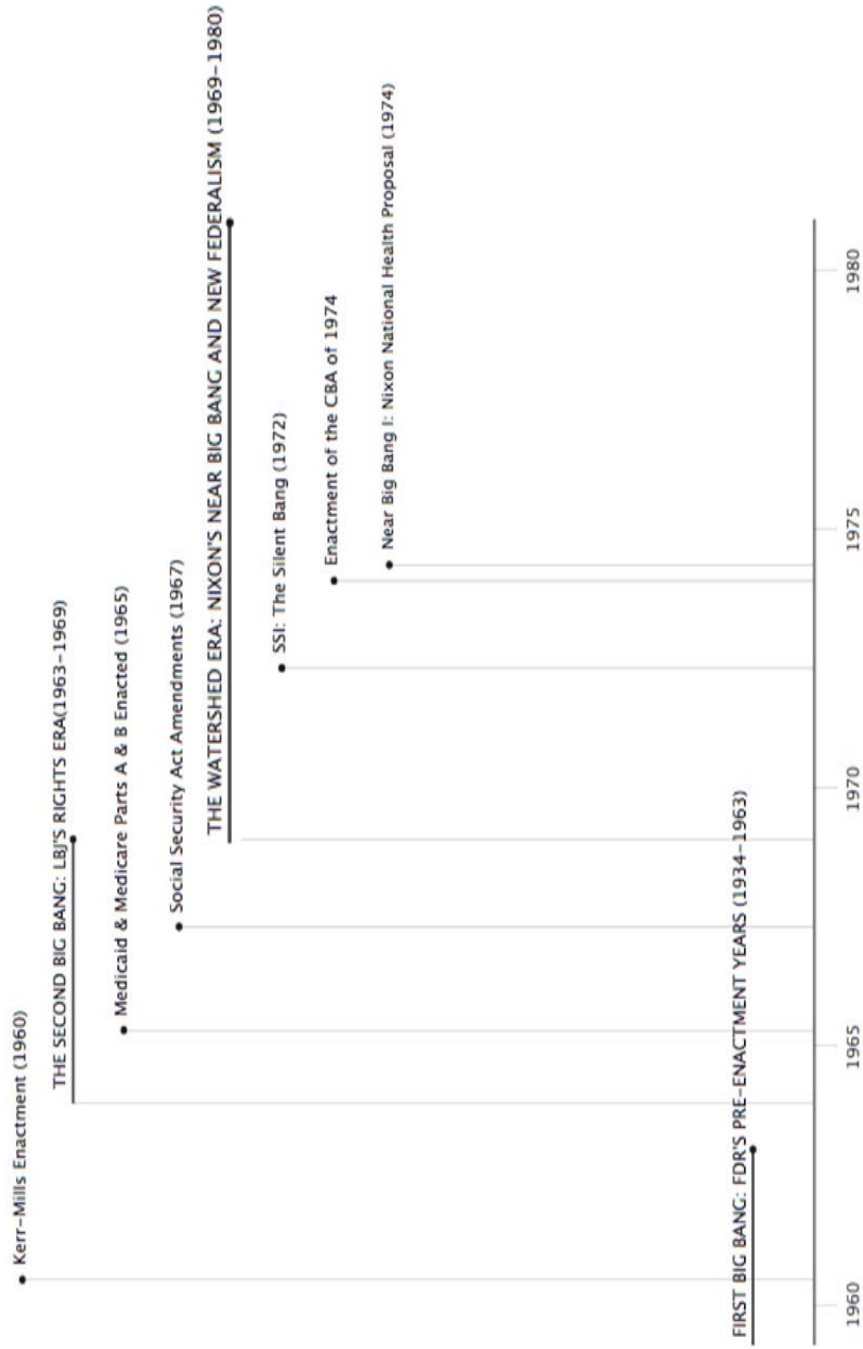 Kerr-Mills Enactment (1960)
THE SECOND BIG BANG: LBJ'S RIGHTS ERA(1963-1969)
Medicaid & Medicare Parts A & B Enacted (1965)
Social Security Act Amendments (1967)
THE WATERSHED ERA: NIXON'S NEAR BIG BANG AND NEW FEDERALISM (1969-1980)
SSI: The Silent Bang (1972)
Enactment of the CBA of 1974
Near Big Bang I: Nixon National Health Proposal (1974)
FIRST BIG BANG: FDR'S PRE-ENACTMENT YEARS (1934-1963)
1960 1965 1970 1975 1980